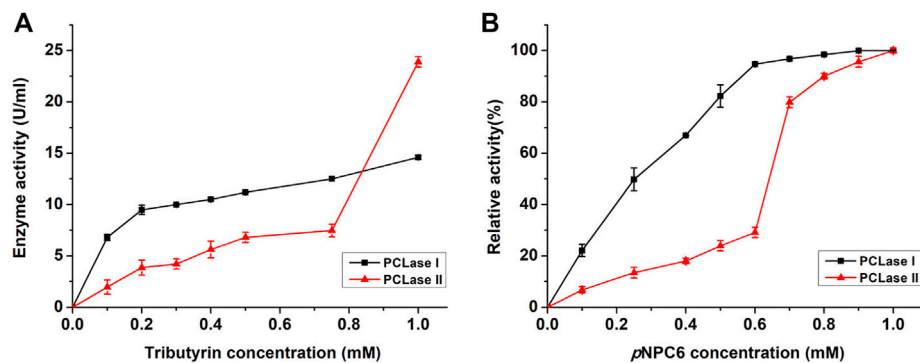 A
Enzyme activity (U/ml)
25
20
15
10
5
0
0.0 0.2 0.4 0.6 0.8 1.0
Tributyrin concentration (mM)
PCLase I
PCLase II
B
Relative activity(%)
100
80
60
40
20
0
0.0 0.2 0.4 0.6 0.8 1.0
pNPC6 concentration (mM)
PCLase I
PCLase II